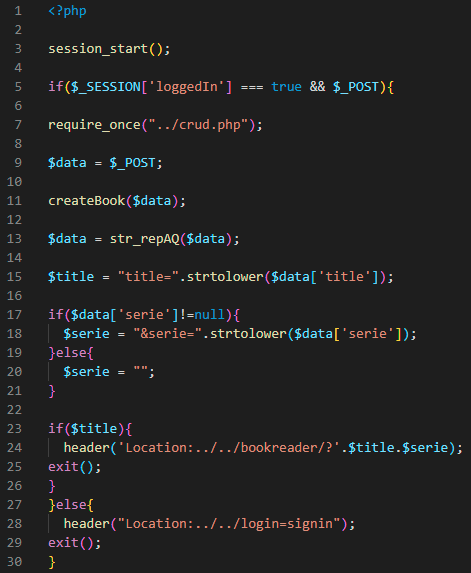 1 <?php
2
3 session_start();
4
5 if($_SESSION['loggedIn'] === true && $_POST){
6
7 require_once("../crud.php");
8
9 $data = $_POST;
10
11 createBook($data);
12
13 $data = str_repAQ($data);
14
15 $title = "title=".strtolower($data['title']);
16
17 if($data['serie']!=null){
18   $serie = "&serie=".strtolower($data['serie']);
19 }else{
20   $serie = "";
21 }
22
23 if($title){
24   header('Location:../../bookreader/?'.$title.$serie);
25 exit();
26 }
27 }else{
28   header("Location:../../login=signin");
29 exit();
30 }